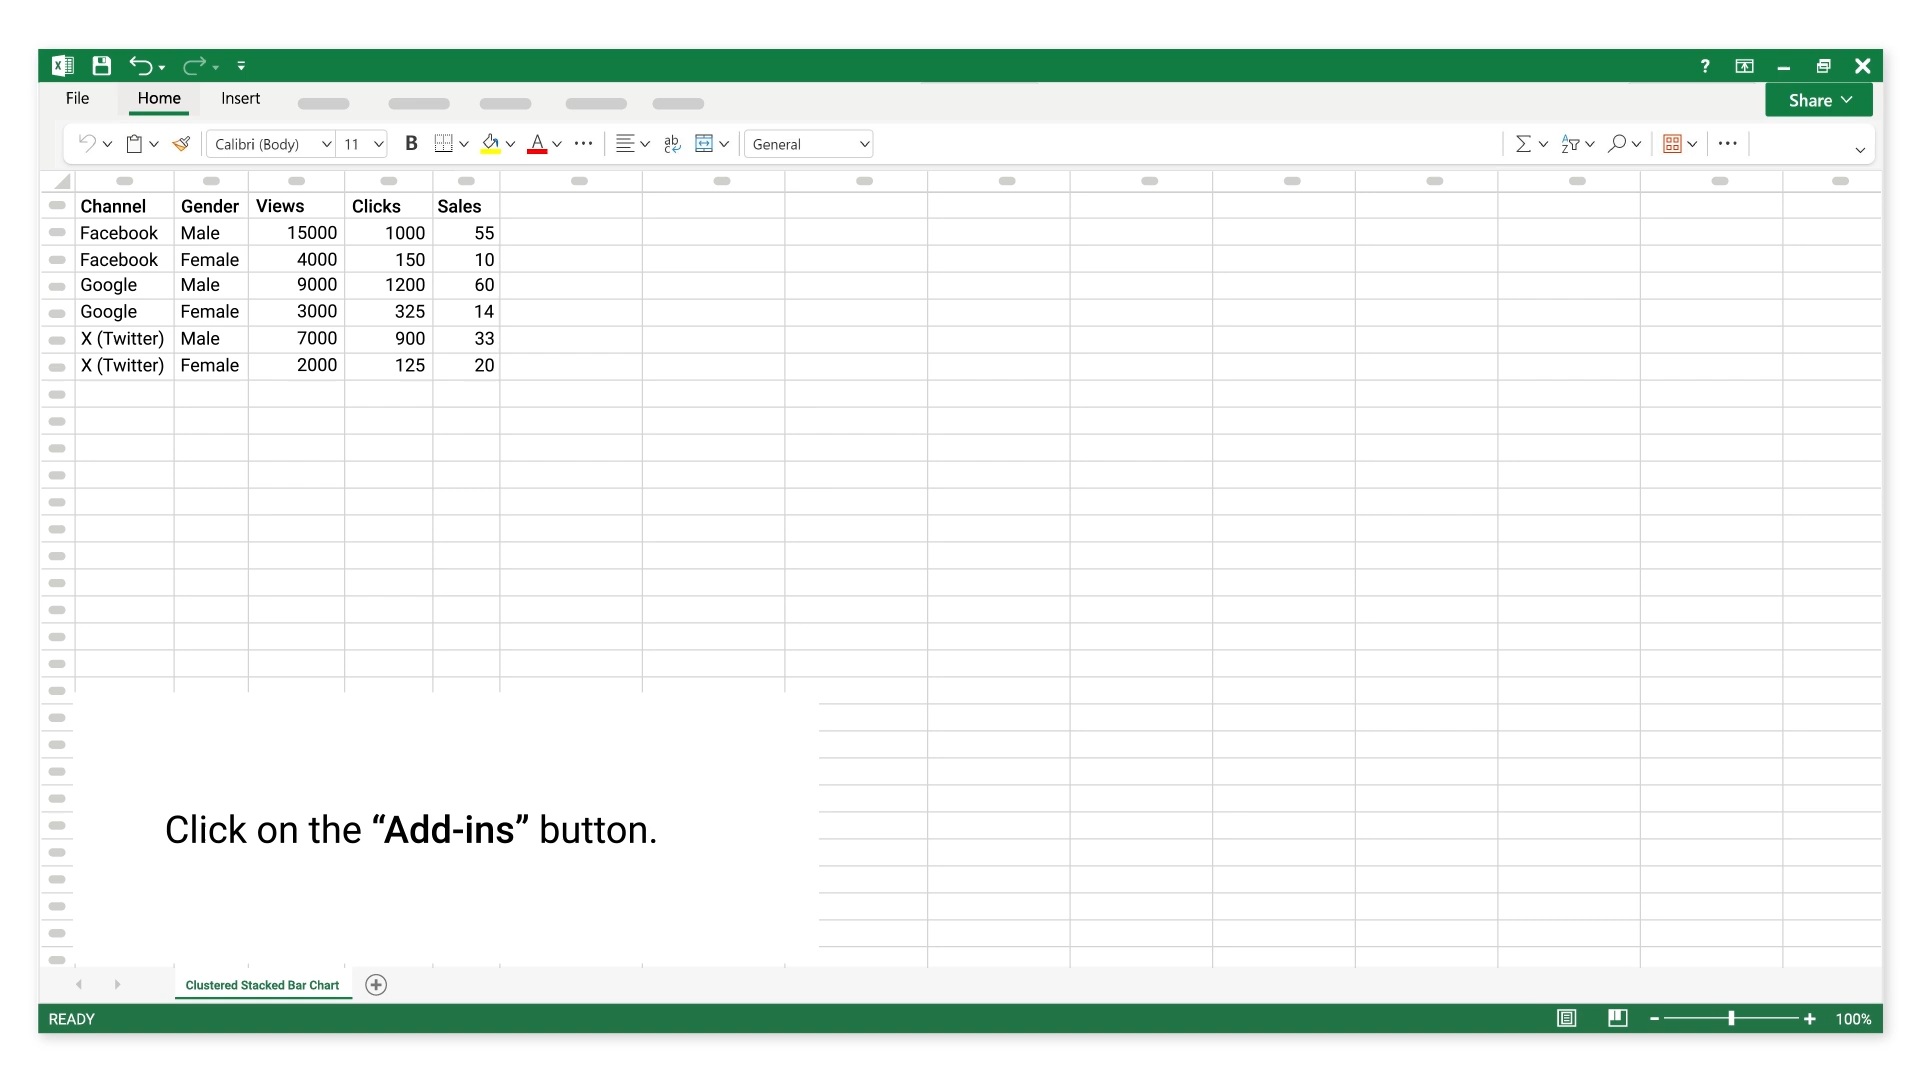 File Home Insert Share
Calibri (Body) 11 B A ab c General A Z
Channel Gender Views Clicks Sales
Facebook Male 15000 1000 55
Facebook Female 4000 150 10
Google Male 9000 1200 60
Google Female 3000 325 14
X (Twitter) Male 7000 900 33
X (Twitter) Female 2000 125 20
Click on the “Add-ins” button.
Clustered Stacked Bar Chart
READY 100%